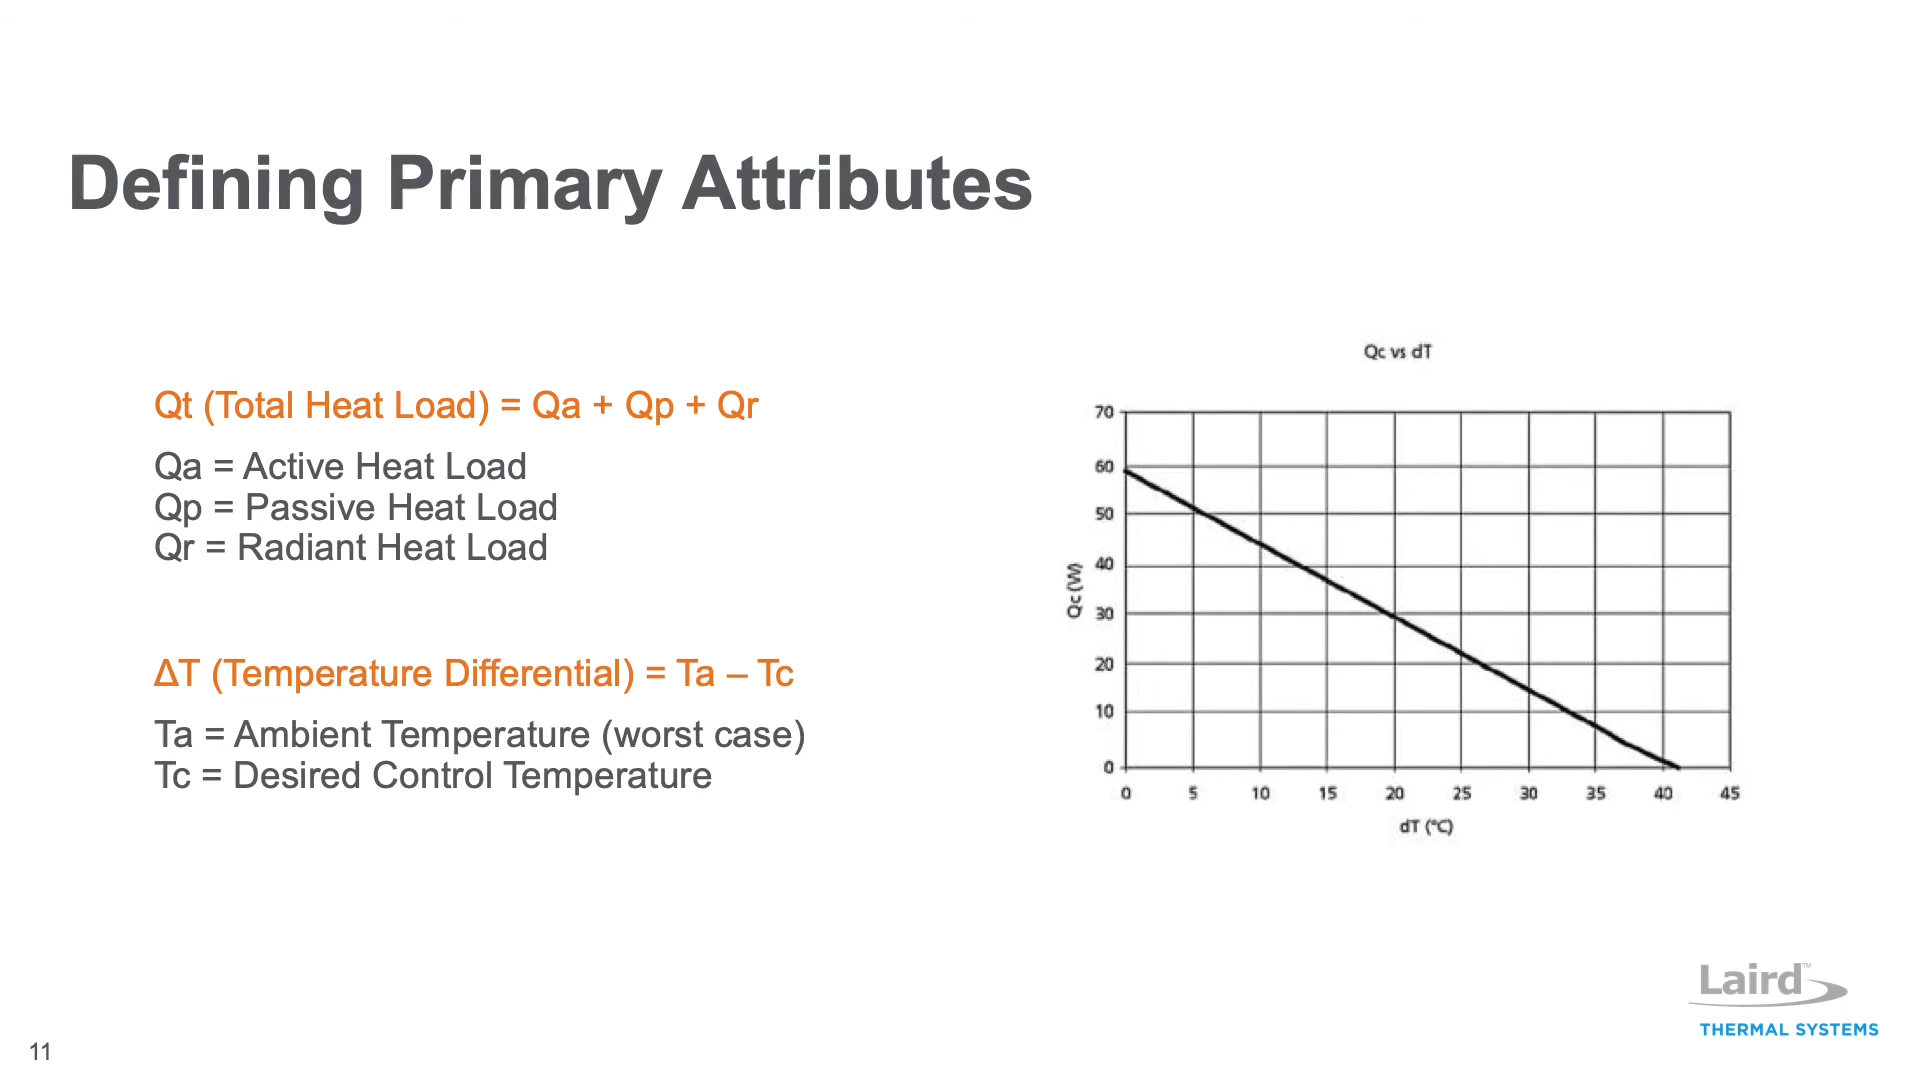 Defining Primary Attributes
Qt (Total Heat Load) = Qa + Qp + Qr
Qa = Active Heat Load
Qp = Passive Heat Load
Qr = Radiant Heat Load
ΔT (Temperature Differential) = Ta – Tc
Ta = Ambient Temperature (worst case)
Tc = Desired Control Temperature
Qc vs dT
70
60
50
40
30
20
10
0
Qc (W)
0 5 10 15 20 25 30 35 40 45
dT (°C)
Laird™
THERMAL SYSTEMS
11